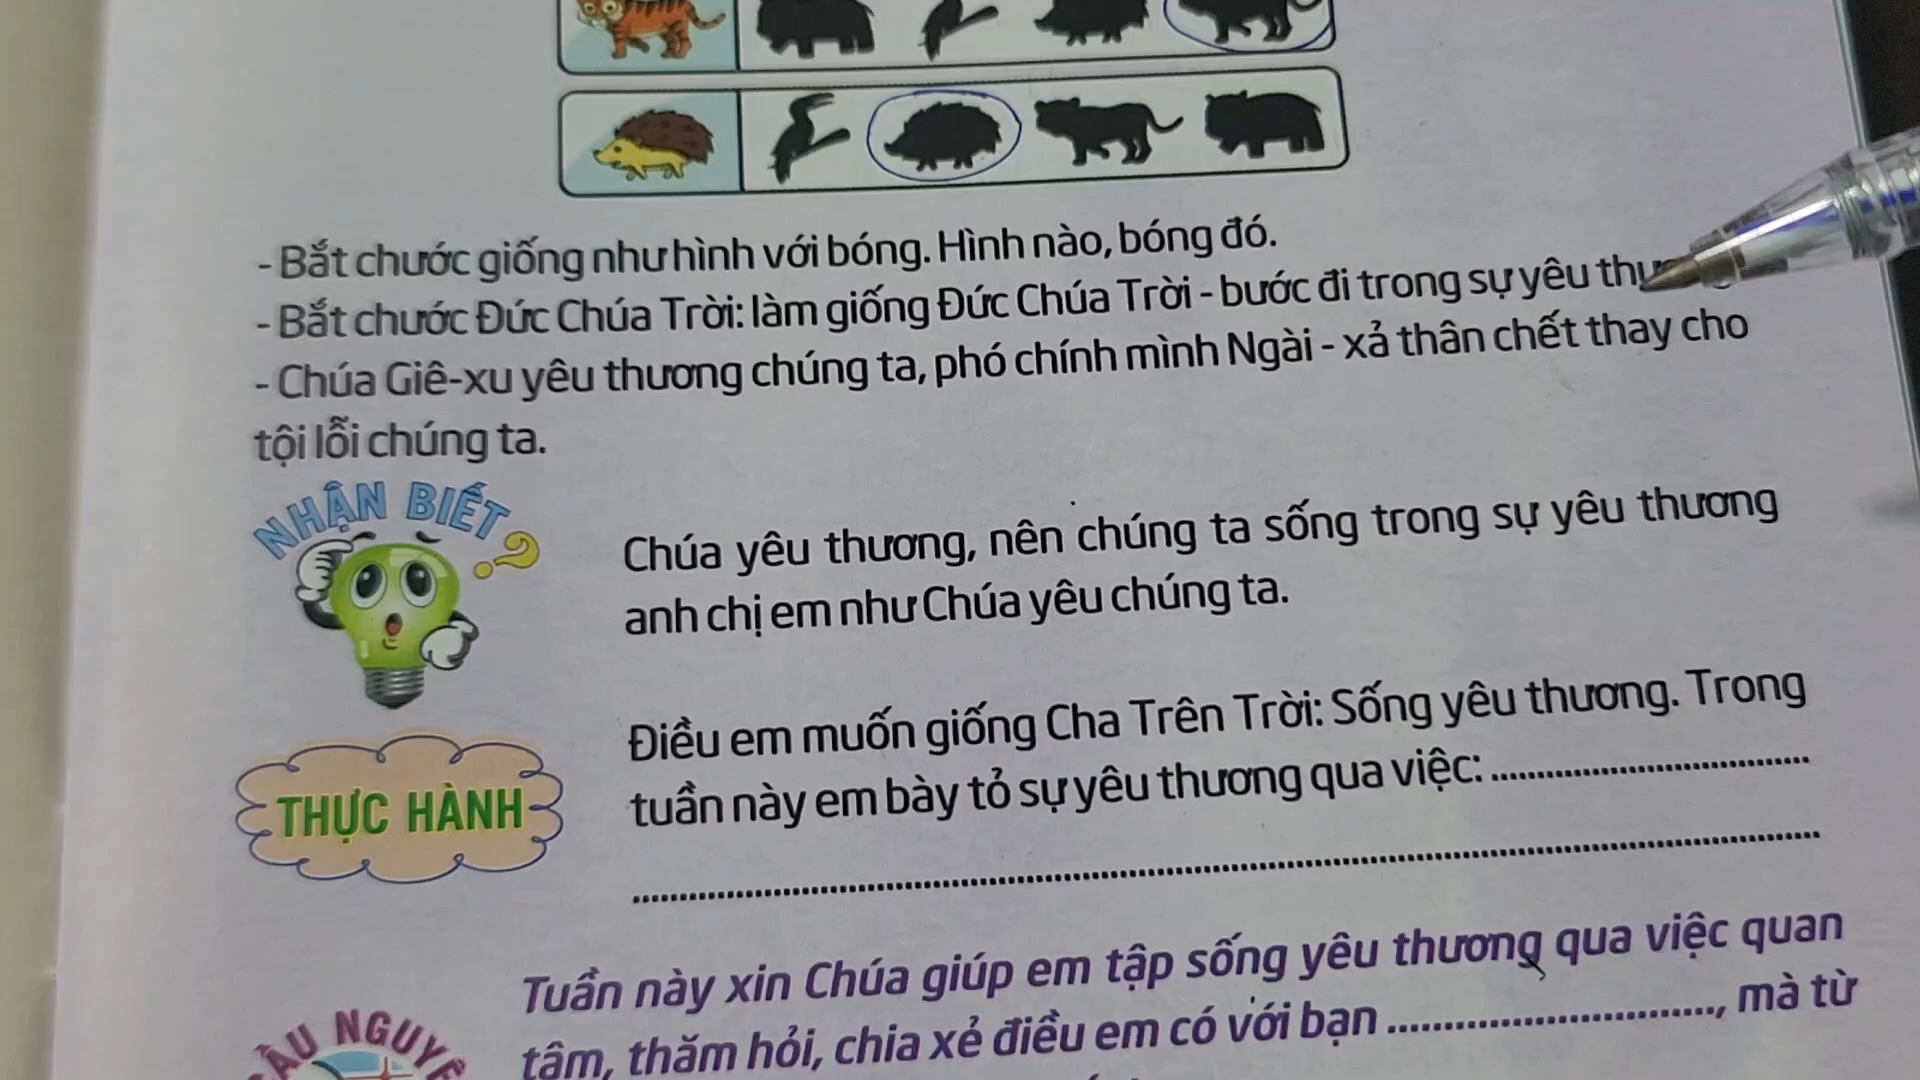 - Bắt chước giống như hình với bóng. Hình nào, bóng đó.
- Bắt chước Đức Chúa Trời: làm giống Đức Chúa Trời - bước đi trong sự yêu
- Chúa Giê-xu yêu thương chúng ta, phó chính mình Ngài - xả thân chết thay cho
tội lỗi chúng ta.
NHẬN BIẾT?
Chúa yêu thương, nên chúng ta sống trong sự yêu thương
anh chị em như Chúa yêu chúng ta.
THỰC HÀNH
Điều em muốn giống Cha Trên Trời: Sống yêu thương. Trong
tuần này em bày tỏ sự yêu thương qua việc: ....................................
....................................................................................................
Tuần này xin Chúa giúp em tập sống yêu thương qua việc quan
tâm, thăm hỏi, chia xẻ điều em có với bạn ................................, mà từ